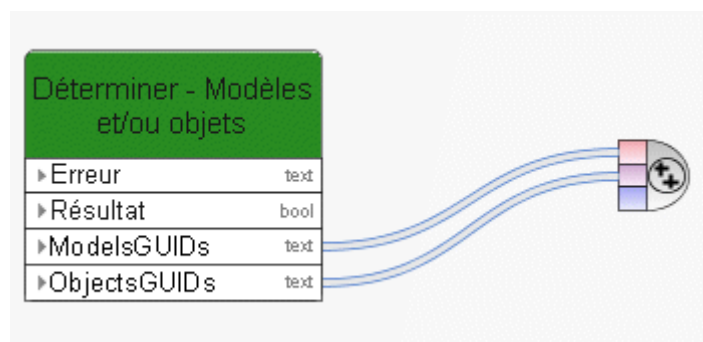 Déterminer - Modèles
et/ou objets
Erreur text
Résultat bool
ModelsGUIDs text
ObjectsGUIDs text